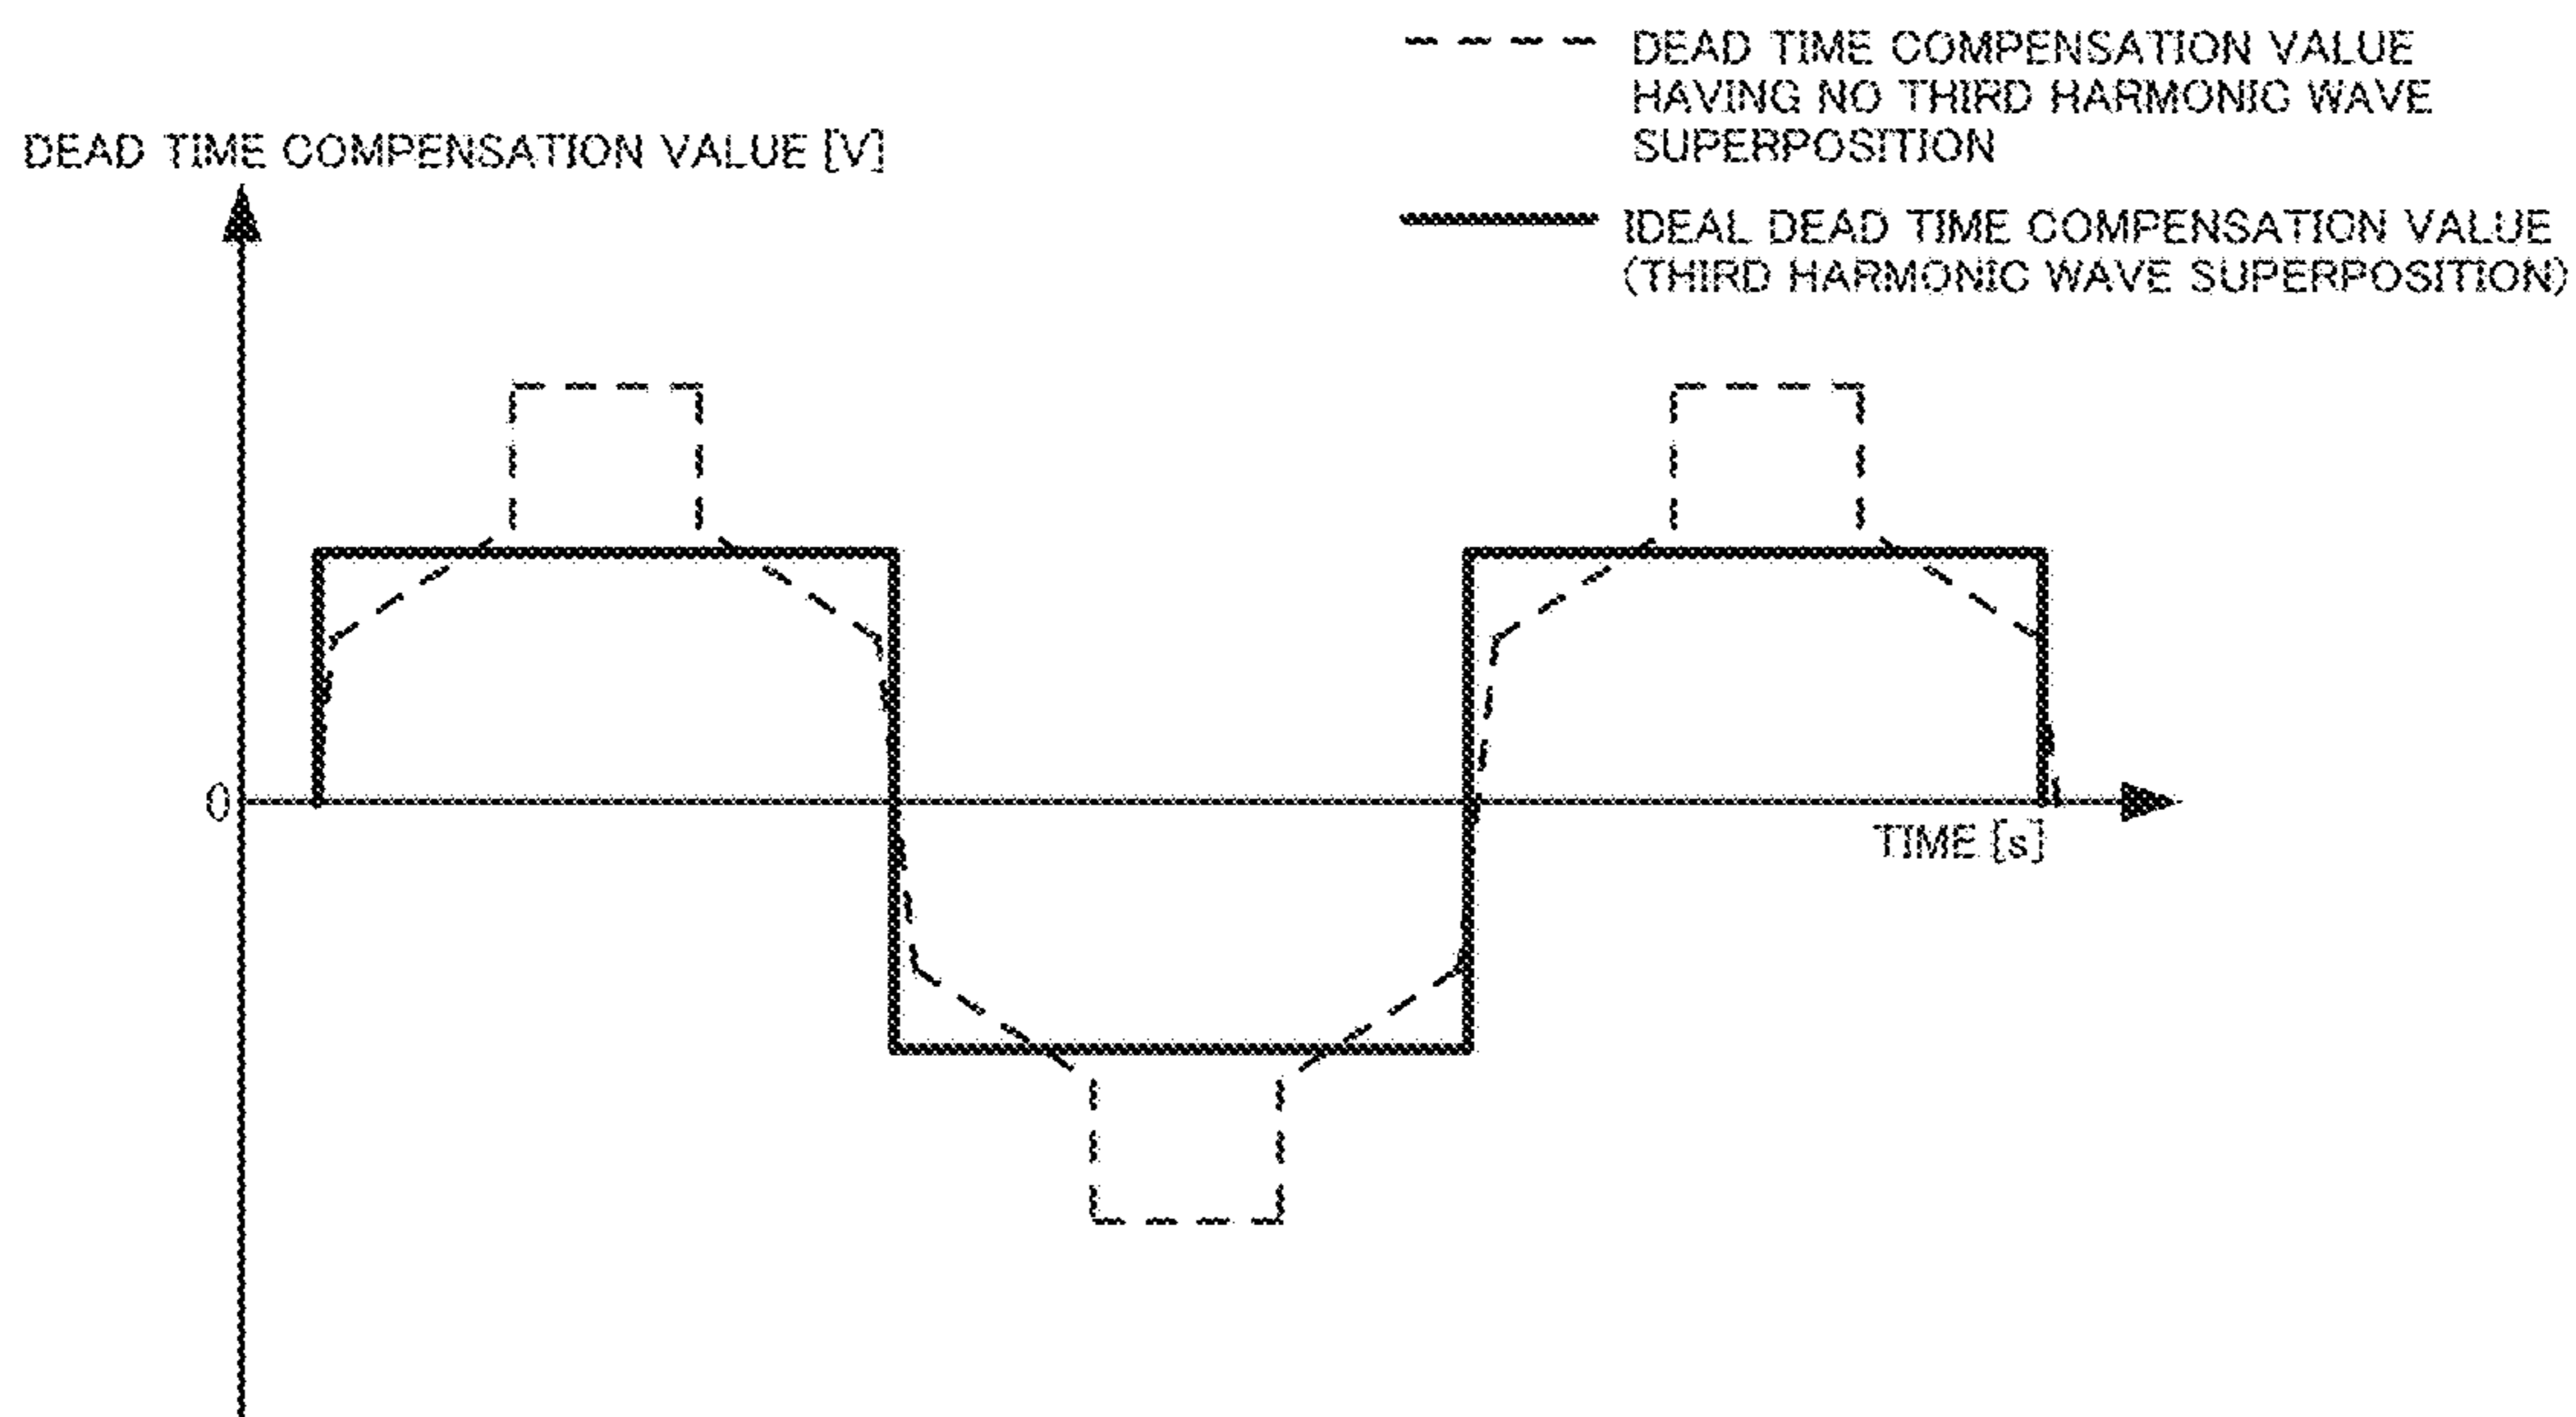 DEAD TIME COMPENSATION VALUE
HAVING NO THIRD HARMONIC WAVE
SUPERPOSITION
DEAD TIME COMPENSATION VALUE [V]
IDEAL DEAD TIME COMPENSATION VALUE
(THIRD HARMONIC WAVE SUPERPOSITION)
0
TIME [s]